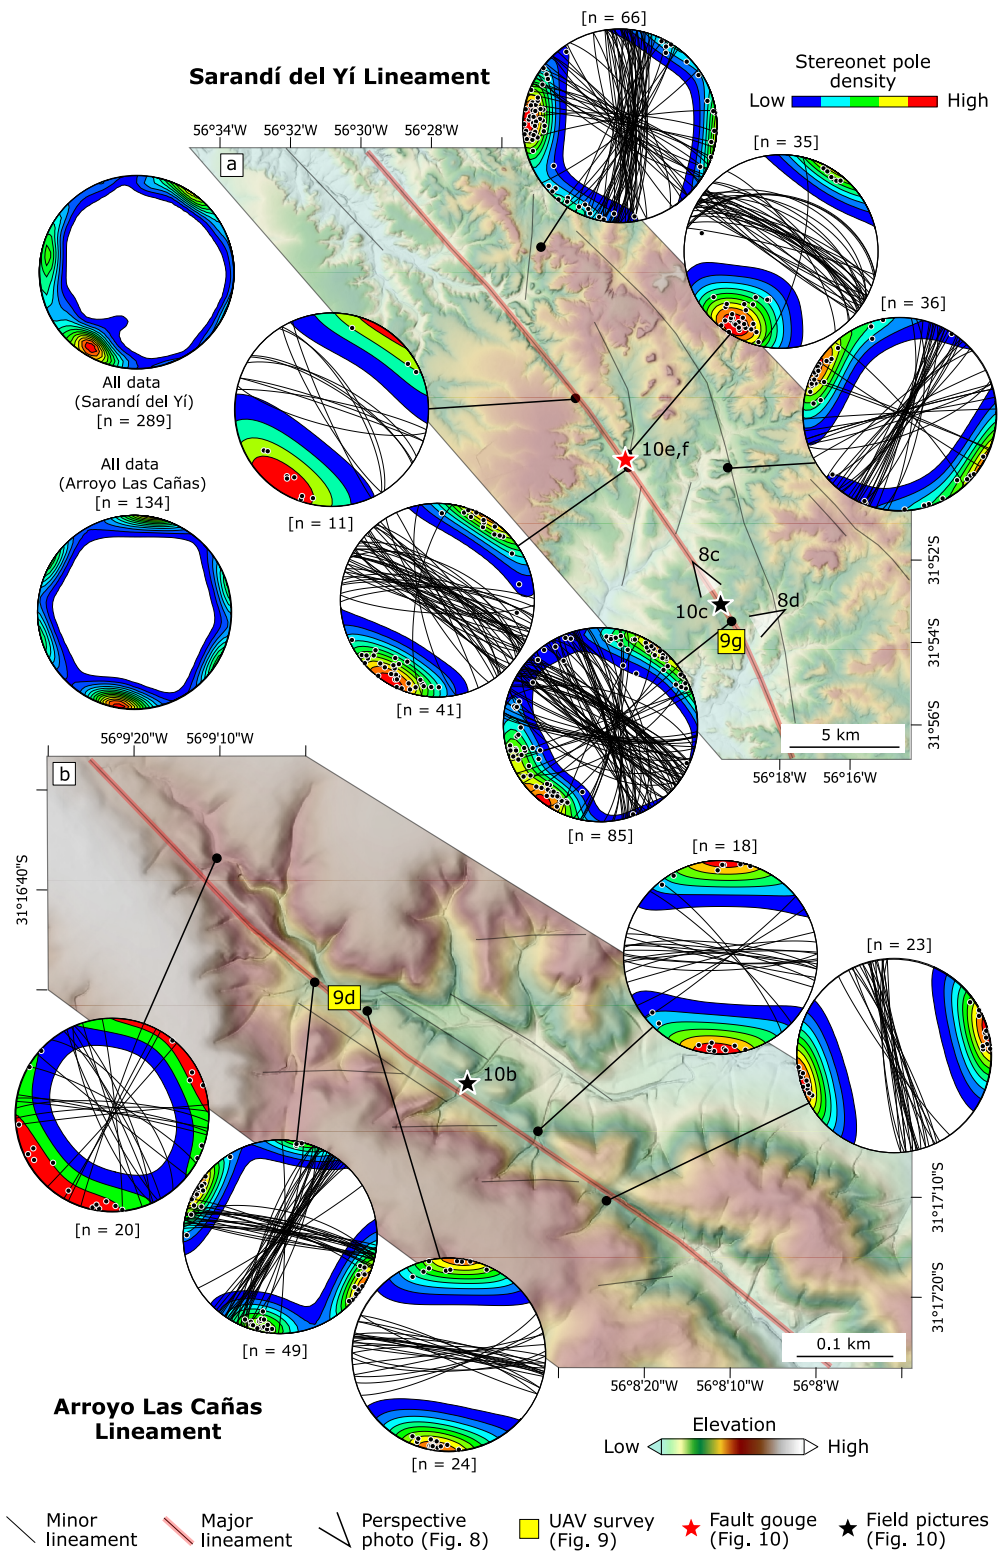 [n = 66]
Sarandí del Yí Lineament
Stereonet pole
density
Low
High
56°34'W
56°32'W
56°30'W
56°28'W
[n = 35]
a
[n = 36]
All data
(Sarandí del Yí)
[n = 289]
10e,f
All data
(Arroyo Las Cañas)
[n = 134]
[n = 11]
31°52'S
8c
8d
10c
31°54'S
9g
[n = 41]
31°56'S
5 km
56°9'20"W
56°9'10"W
56°18'W
56°16'W
b
[n = 85]
[n = 18]
31°16'40"S
[n = 23]
9d
10b
31°17'10"S
[n = 20]
31°17'20"S
[n = 49]
0.1 km
56°8'20"W
56°8'10"W
56°8'W
Arroyo Las Cañas
Lineament
Elevation
Low
High
[n = 24]
Minor
lineament
Major
lineament
Perspective
photo (Fig. 8)
UAV survey
(Fig. 9)
Fault gouge
(Fig. 10)
Field pictures
(Fig. 10)